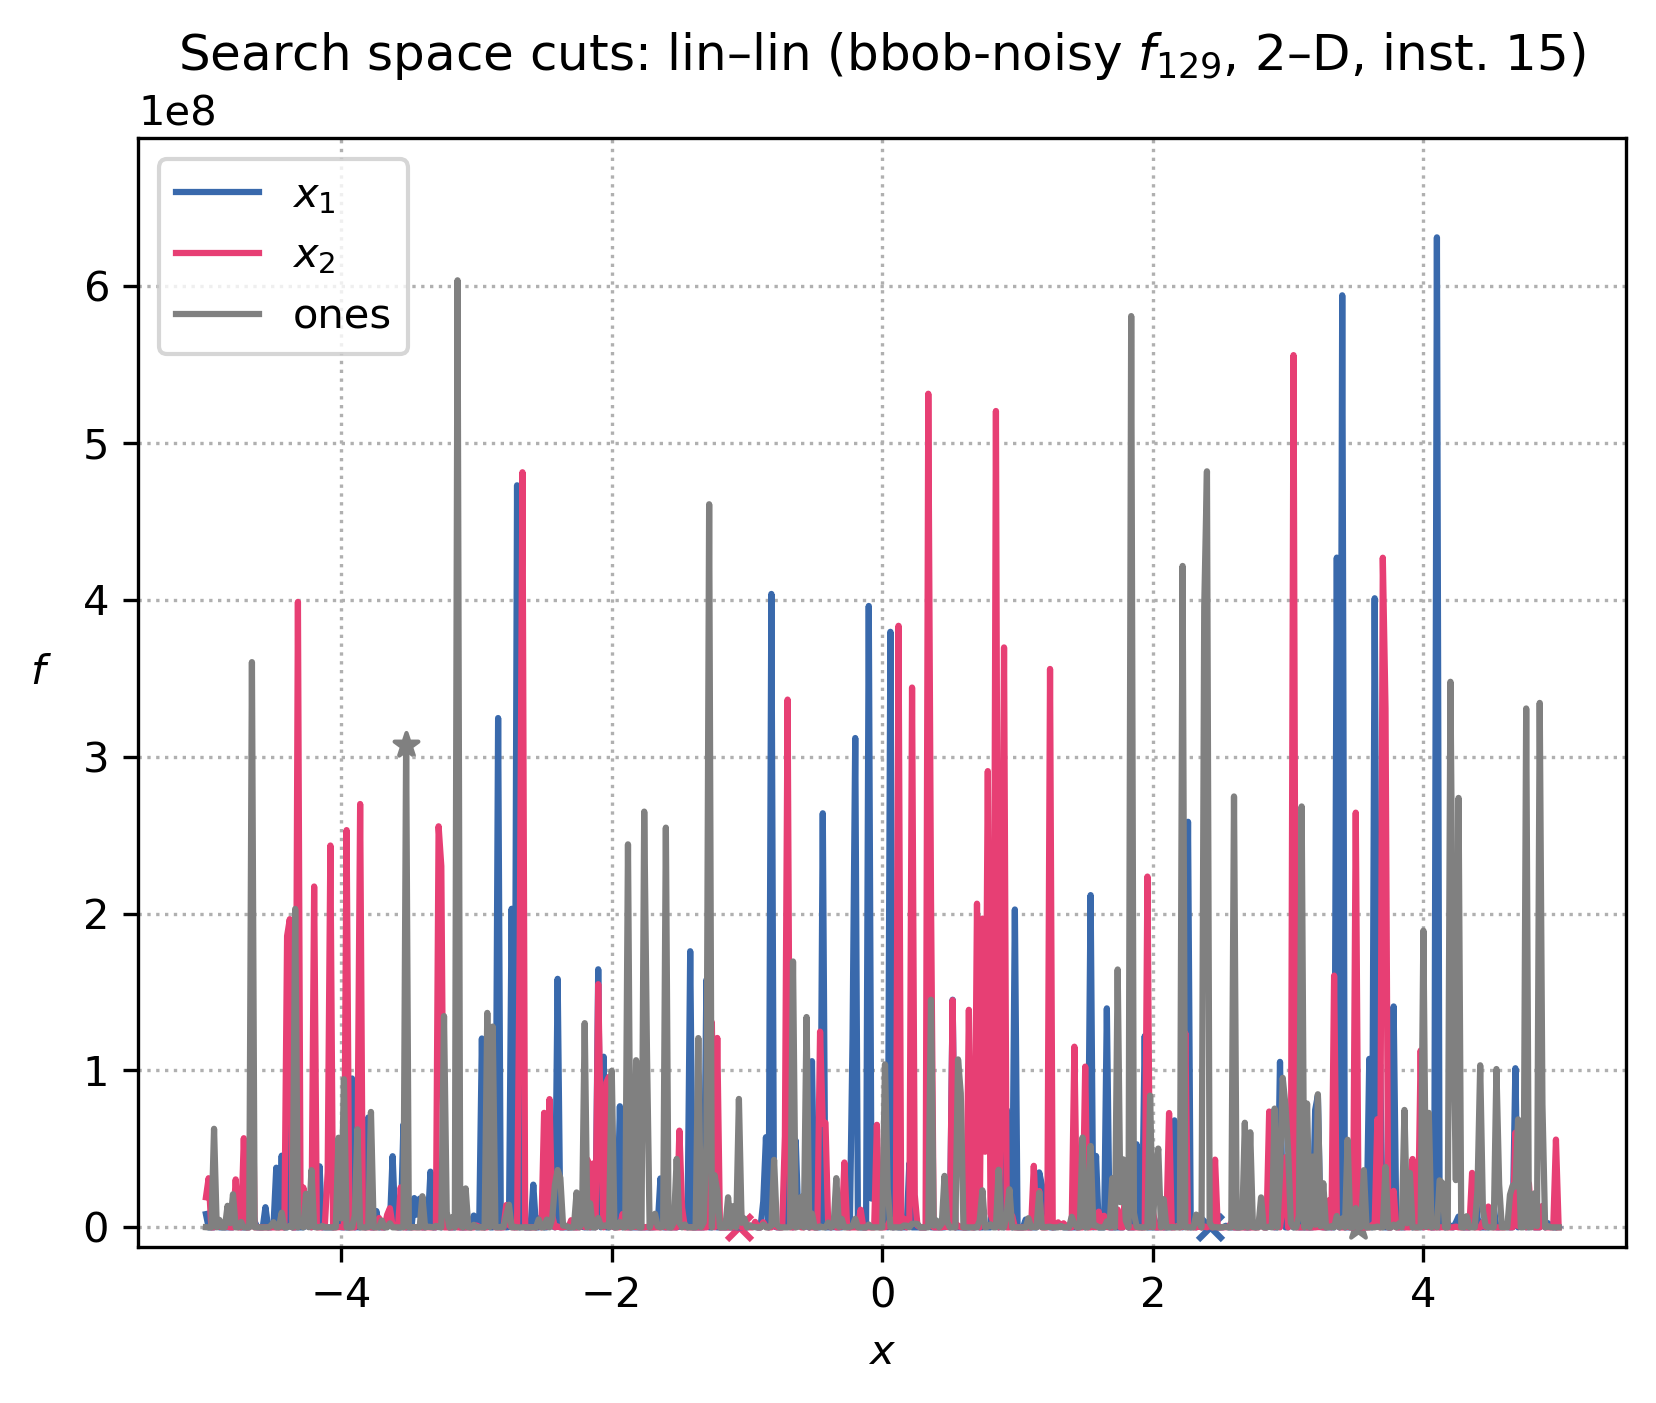 Search space cuts: lin–lin (bbob-noisy f₁₂₉, 2–D, inst. 15)
1e8
x₁
x₂
ones
6
5
4
3
2
1
0
f
−4 −2 0 2 4
x